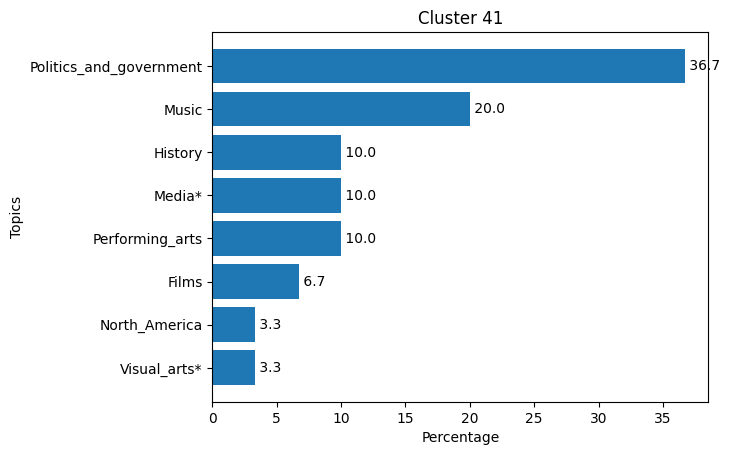 Cluster 41
Topics
Politics_and_government 36.7
Music 20.0
History 10.0
Media* 10.0
Performing_arts 10.0
Films 6.7
North_America 3.3
Visual_arts* 3.3
0 5 10 15 20 25 30 35
Percentage